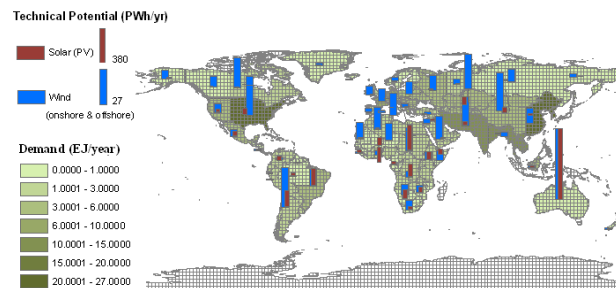 Technical Potential (PWh/yr)
Solar (PV)
380
Wind
27
(onshore & offshore)
Demand (EJ/year)
0.0000 - 1.0000
1.0001 - 3.0000
3.0001 - 6.0000
6.0001 - 10.0000
10.0001 - 15.0000
15.0001 - 20.0000
20.0001 - 27.0000